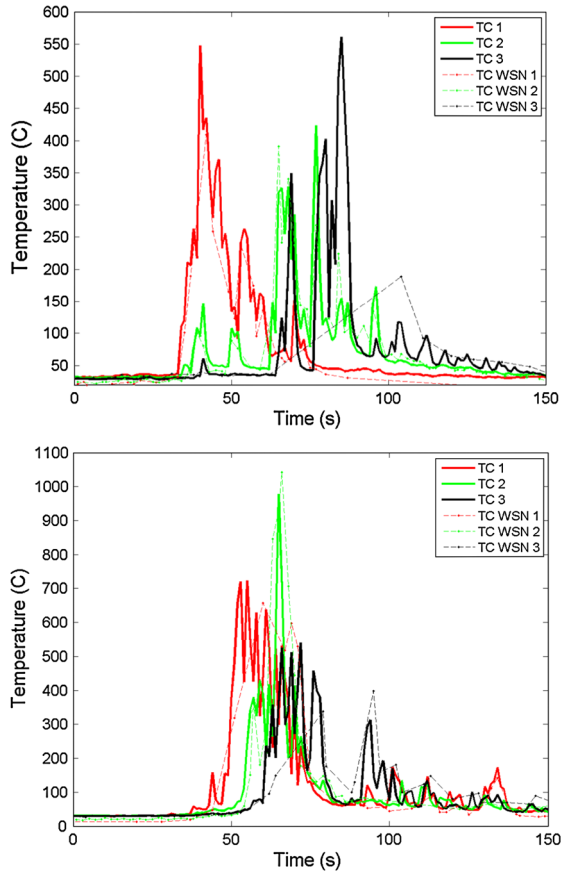 600
550
500
450
400
350
300
250
200
150
100
50
0 50 100 150
Temperature (C)
Time (s)
TC 1
TC 2
TC 3
TC WSN 1
TC WSN 2
TC WSN 3
1100
1000
900
800
700
600
500
400
300
200
100
0
0 50 100 150
Temperature (C)
Time (s)
TC 1
TC 2
TC 3
TC WSN 1
TC WSN 2
TC WSN 3